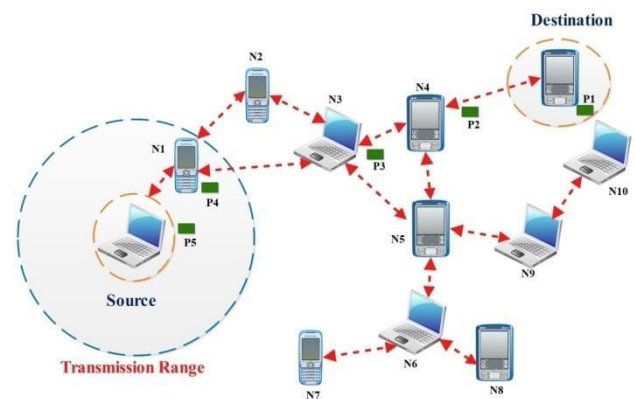 Destination
N2
N3
N4
P1
P2
N1
P3
N10
P4
P5
N5
N9
Source
Transmission Range
N6
N7
N8